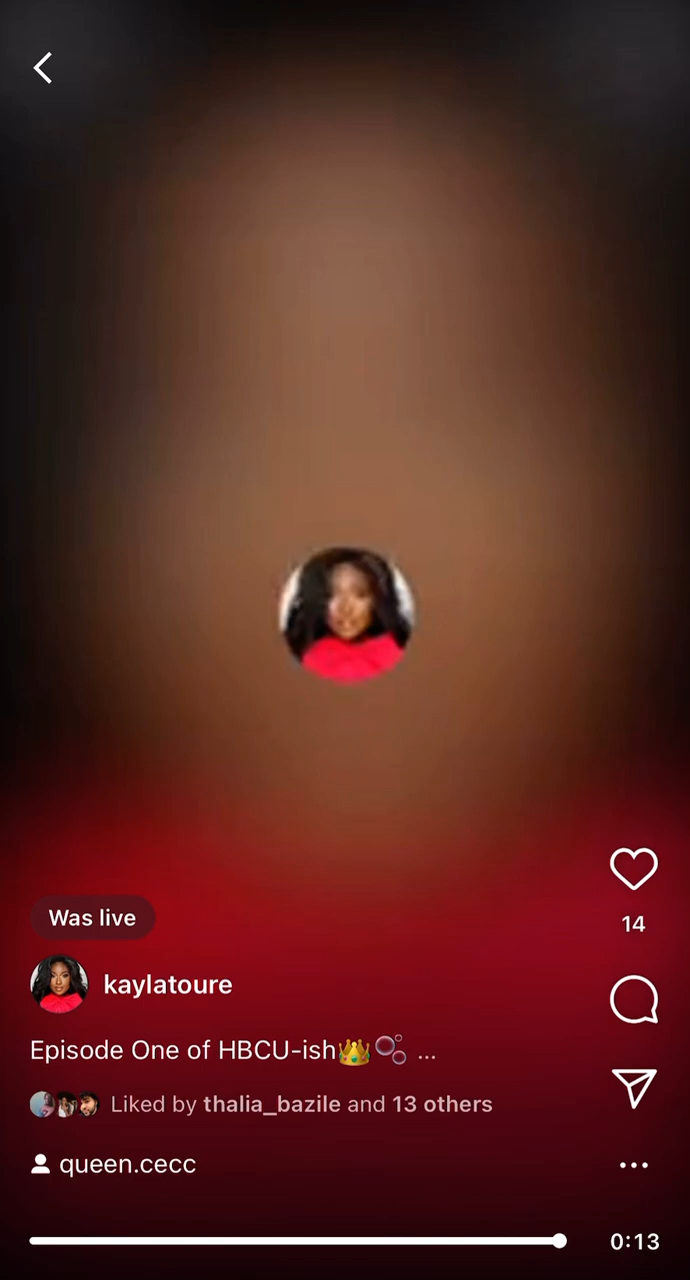 Was live
14
kaylatoure
Episode One of HBCU-ish👑🫧 ...
Liked by thalia_bazile and 13 others
queen.cecc
0:13